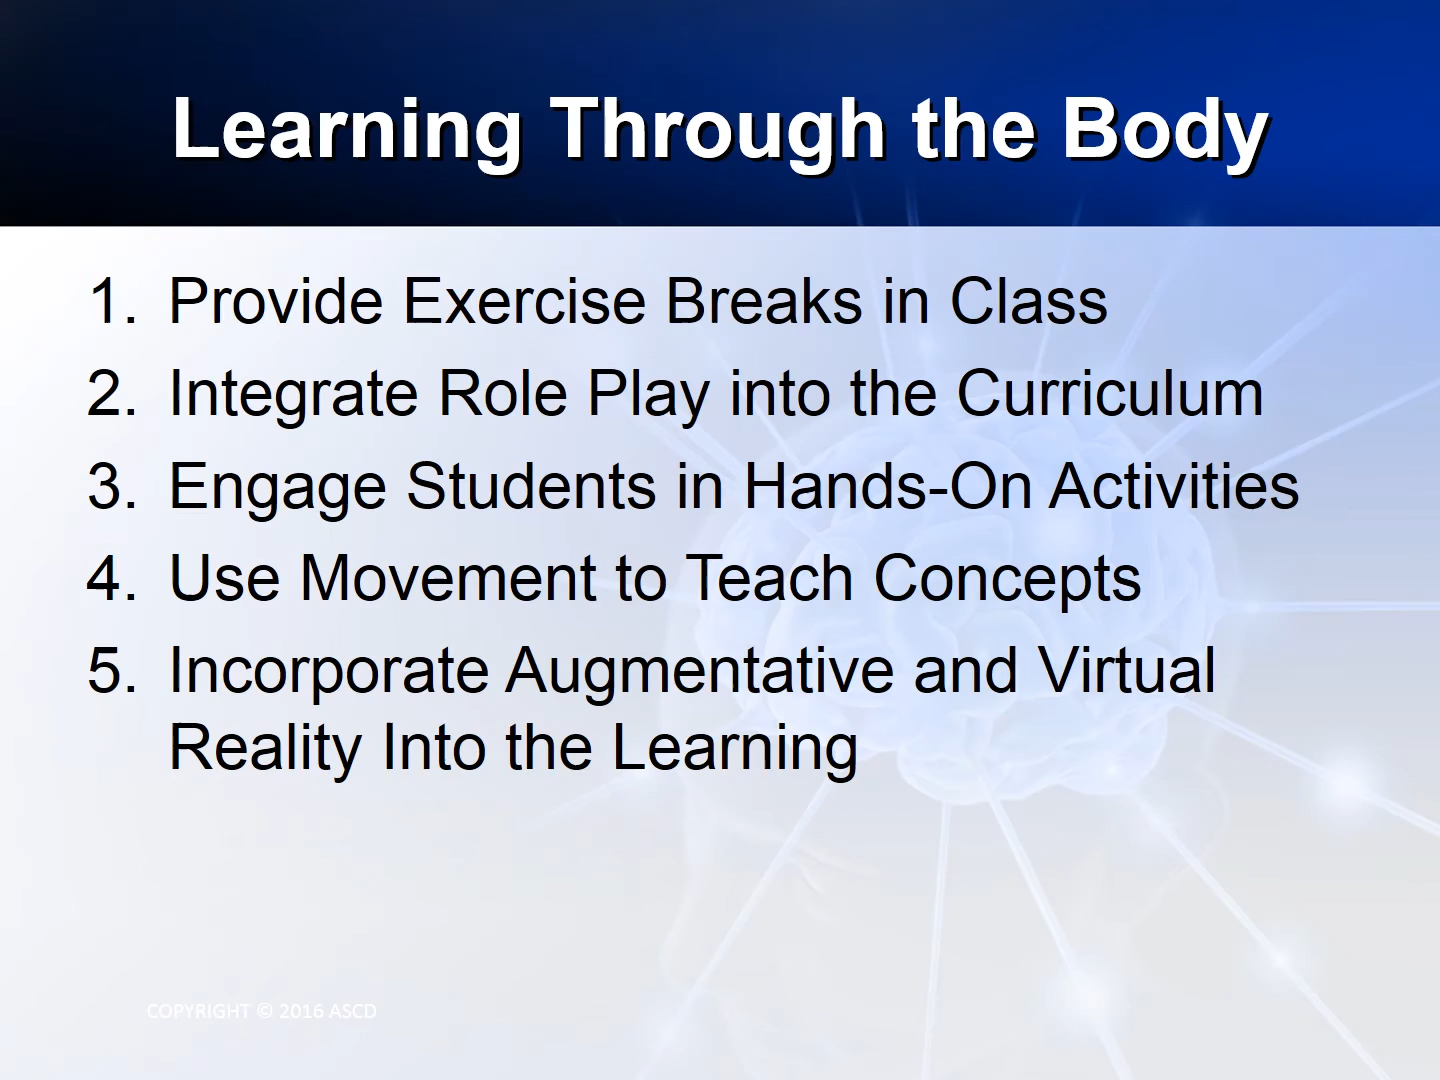 Learning Through the Body
1. Provide Exercise Breaks in Class
2. Integrate Role Play into the Curriculum
3. Engage Students in Hands-On Activities
4. Use Movement to Teach Concepts
5. Incorporate Augmentative and Virtual
Reality Into the Learning
COPYRIGHT © 2016 ASCD